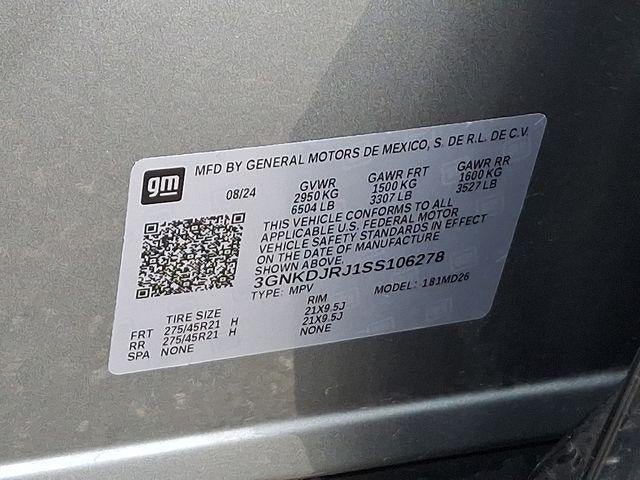 gm
MFD BY GENERAL MOTORS DE MEXICO, S. DE R.L. DE C.V.
08/24 GVWR GAWR FRT GAWR RR
2950 KG 1500 KG 1600 KG
6504 LB 3307 LB 3527 LB
THIS VEHICLE CONFORMS TO ALL
APPLICABLE U.S. FEDERAL MOTOR
VEHICLE SAFETY STANDARDS IN EFFECT
ON THE DATE OF MANUFACTURE
SHOWN ABOVE.
3GNKDJRJ1SS106278
TYPE: MPV MODEL: 181MD26
TIRE SIZE RIM
FRT 275/45R21 H 21X9.5J
RR 275/45R21 H 21X9.5J
SPA NONE NONE